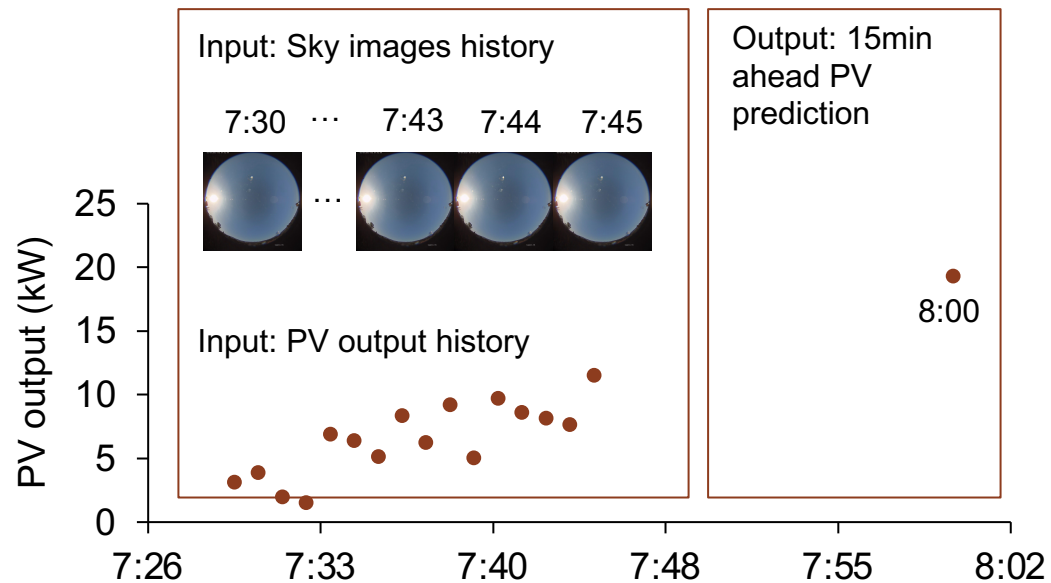 Input: Sky images history
Output: 15min
ahead PV
prediction
7:30 ... 7:43 7:44 7:45
...
25
20
15
10
5
0
PV output (kW)
8:00
Input: PV output history
7:26 7:33 7:40 7:48 7:55 8:02